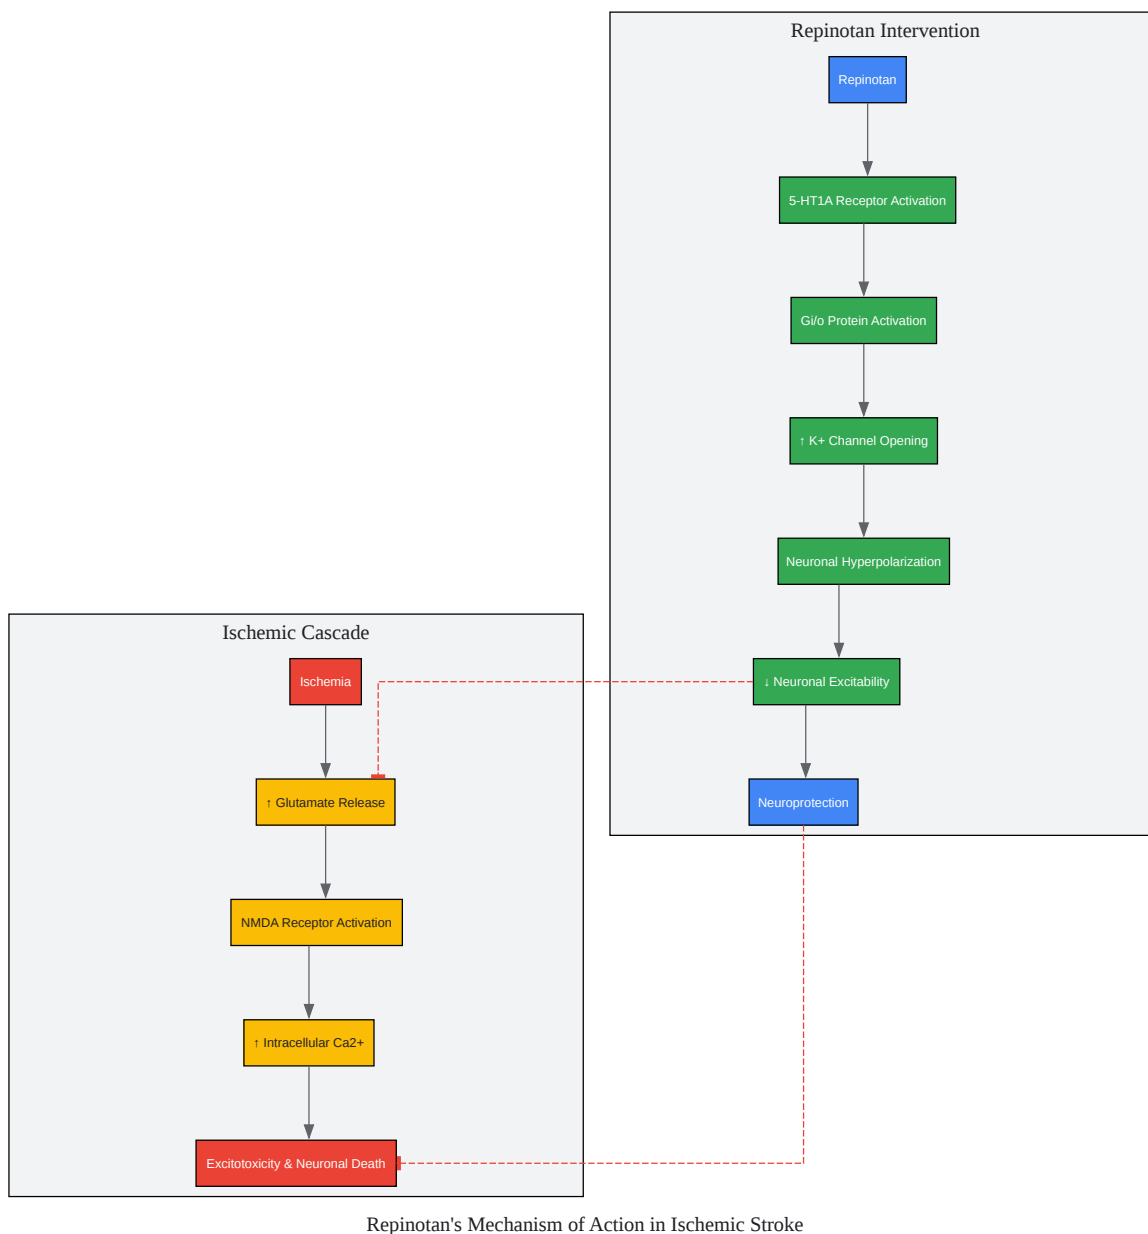 Repinotan Intervention
Repinotan
5-HT1A Receptor Activation
Gi/o Protein Activation
↑ K+ Channel Opening
Neuronal Hyperpolarization
↓ Neuronal Excitability
Neuroprotection
Ischemic Cascade
Ischemia
↑ Glutamate Release
NMDA Receptor Activation
↑ Intracellular Ca2+
Excitotoxicity & Neuronal Death
Repinotan's Mechanism of Action in Ischemic Stroke